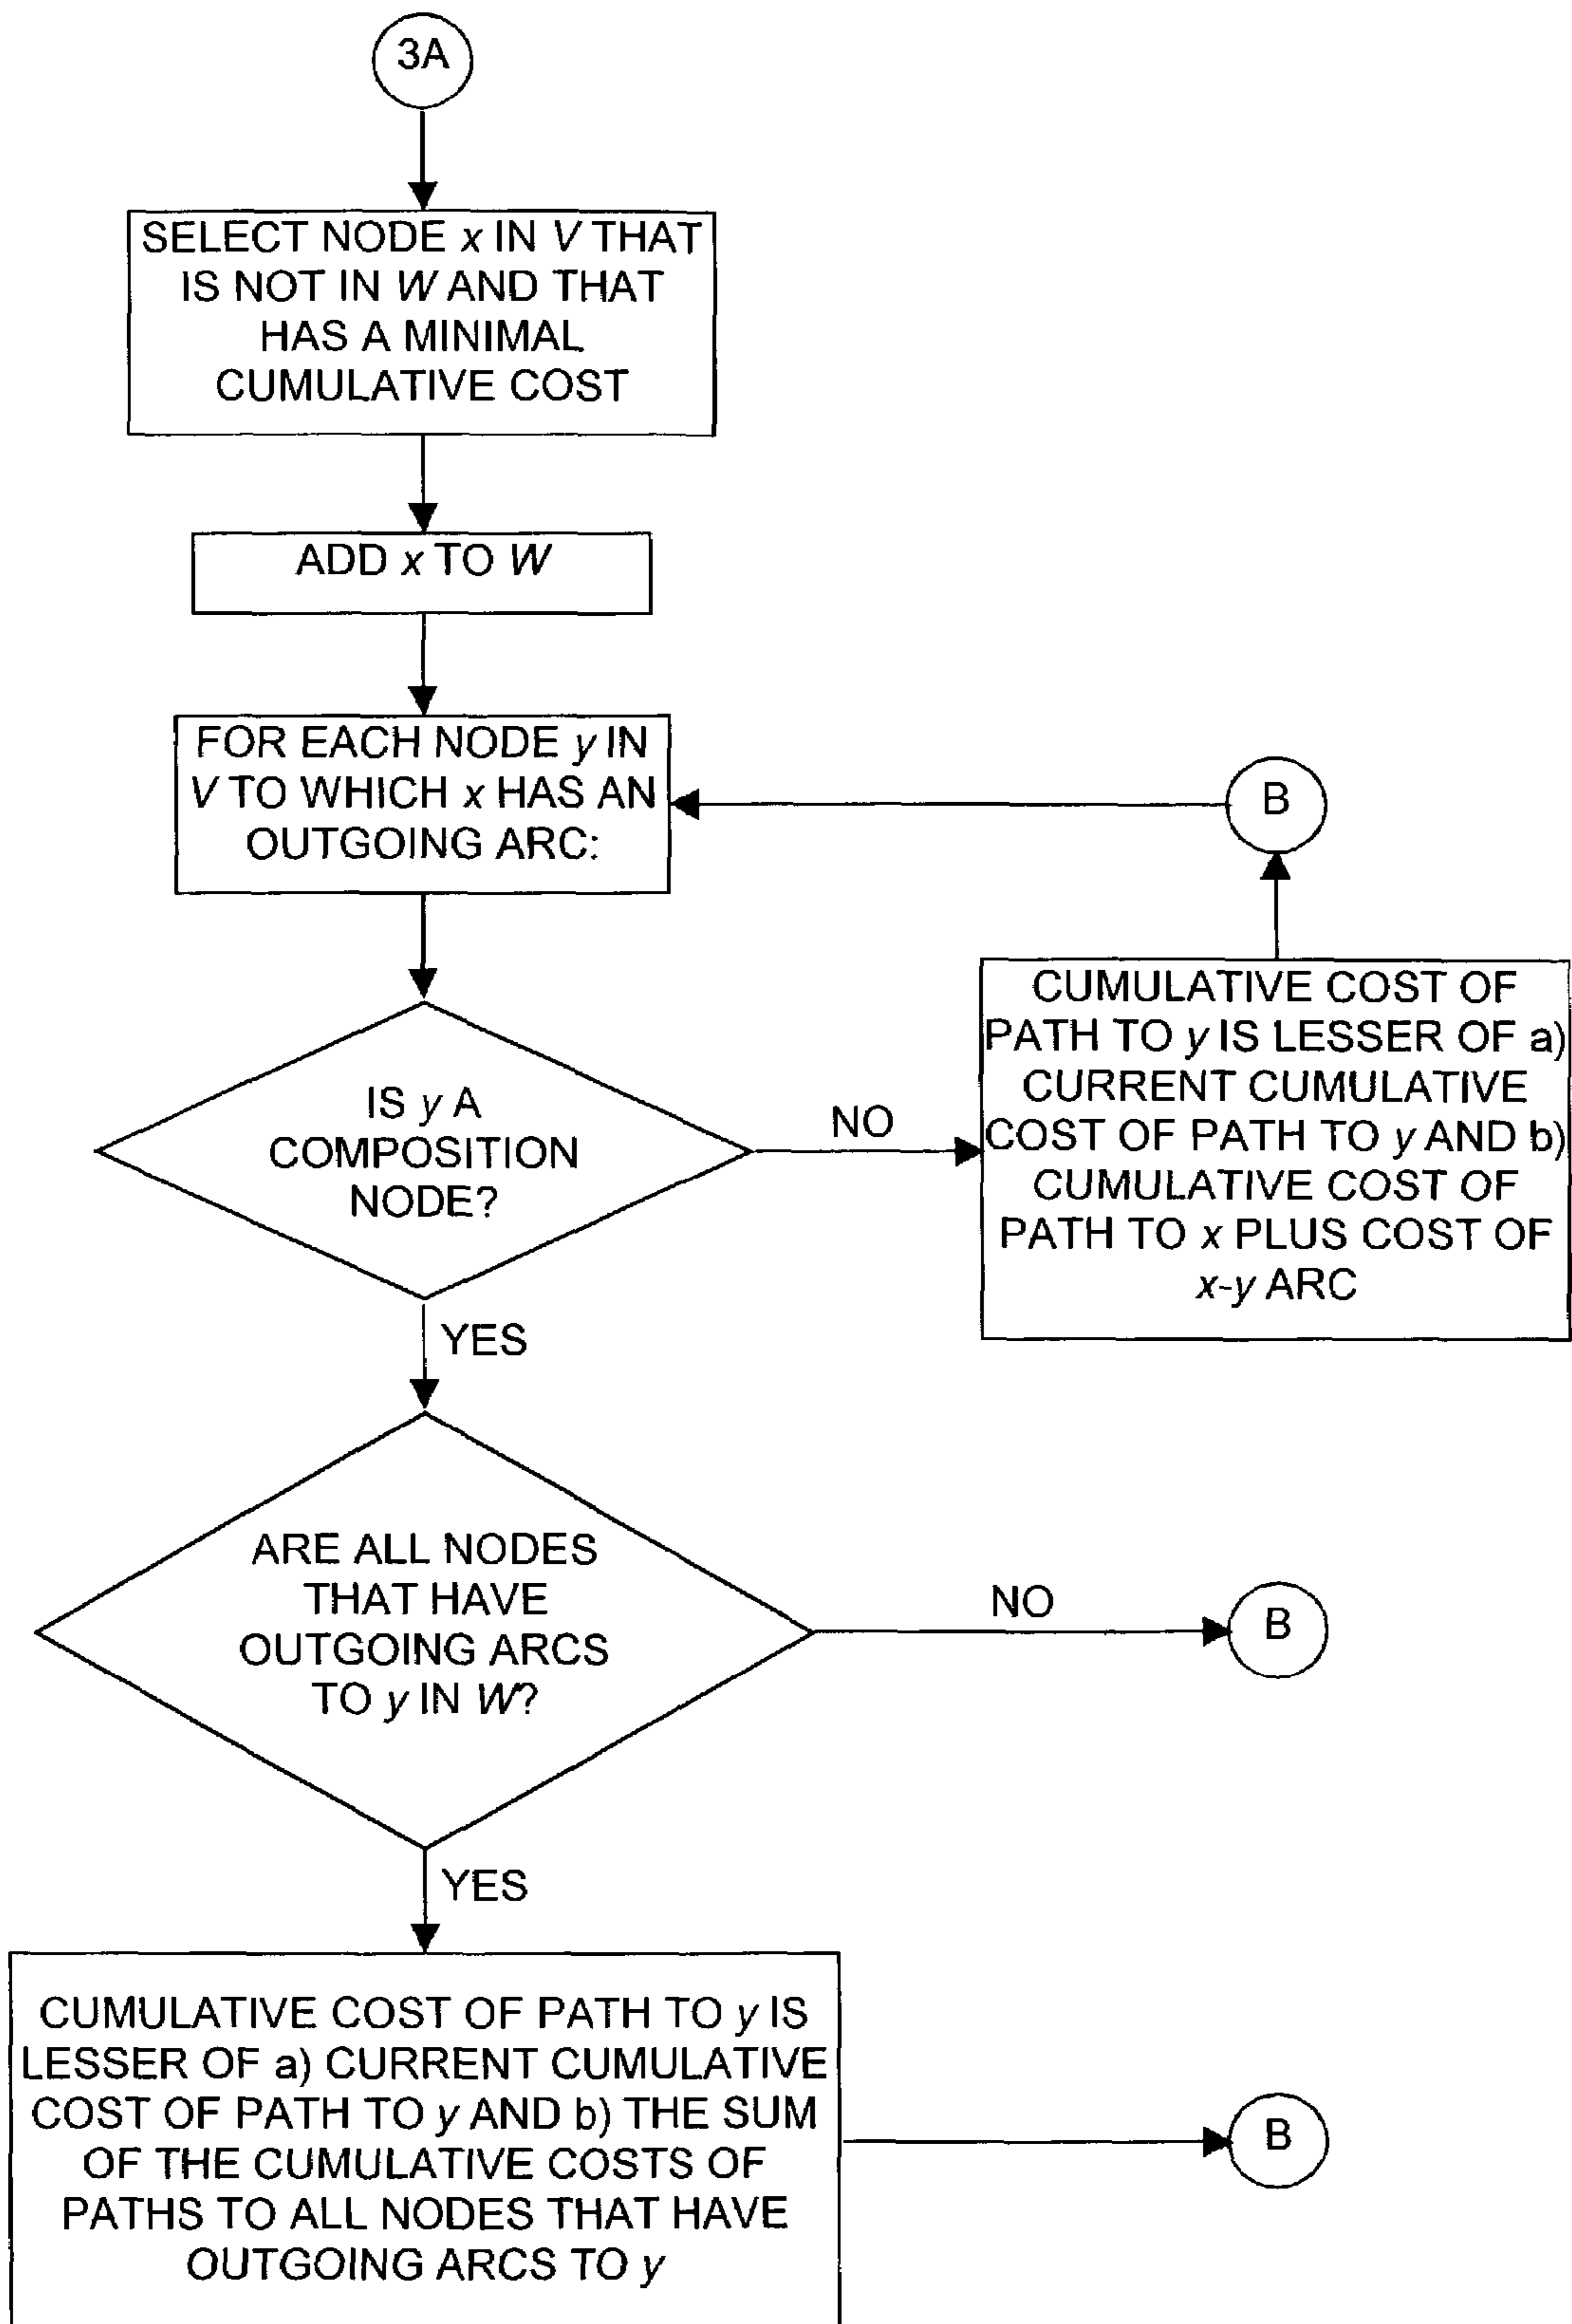 3A
SELECT NODE x IN V THAT
IS NOT IN W AND THAT
HAS A MINIMAL
CUMULATIVE COST
ADD x TO W
FOR EACH NODE y IN
V TO WHICH x HAS AN
OUTGOING ARC:
B
IS y A
COMPOSITION
NODE?
NO
CUMULATIVE COST OF
PATH TO y IS LESSER OF a)
CURRENT CUMULATIVE
COST OF PATH TO y AND b)
CUMULATIVE COST OF
PATH TO x PLUS COST OF
x-y ARC
YES
ARE ALL NODES
THAT HAVE
OUTGOING ARCS
TO y IN W?
NO
B
YES
CUMULATIVE COST OF PATH TO y IS
LESSER OF a) CURRENT CUMULATIVE
COST OF PATH TO y AND b) THE SUM
OF THE CUMULATIVE COSTS OF
PATHS TO ALL NODES THAT HAVE
OUTGOING ARCS TO y
B